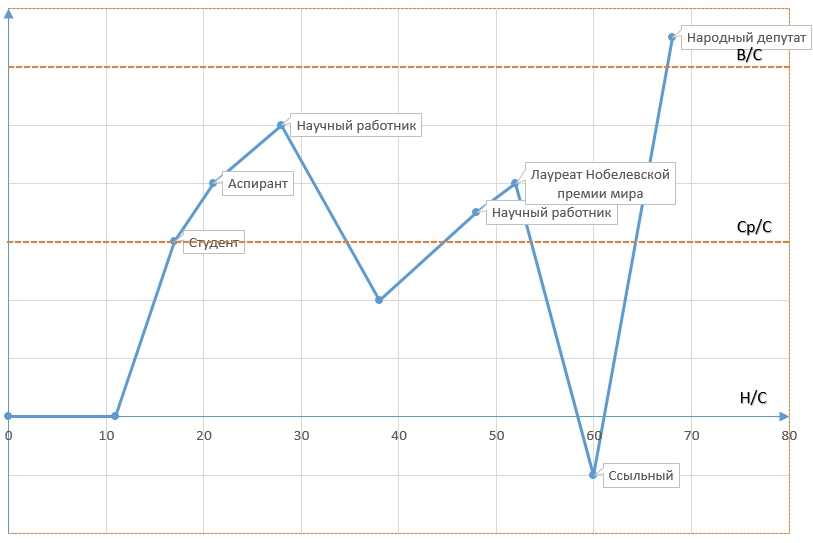 Народный депутат
В/С
Научный работник
Лауреат Нобелевской
премии мира
Аспирант
Научный работник
Ср/С
Студент
Н/С
0 10 20 30 40 50 60 70 80
Ссыльный